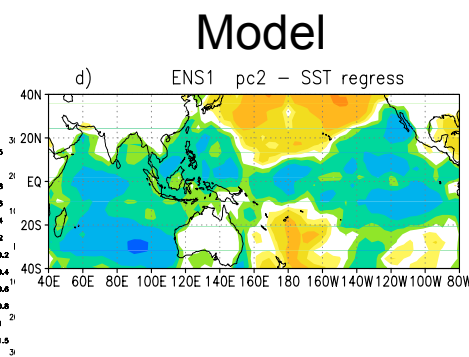 Model
d) ENS1 pc2 – SST regress
40N
20N
EQ
20S
40S
40E 60E 80E 100E 120E 140E 160E 180 160W 140W 120W 100W 80W